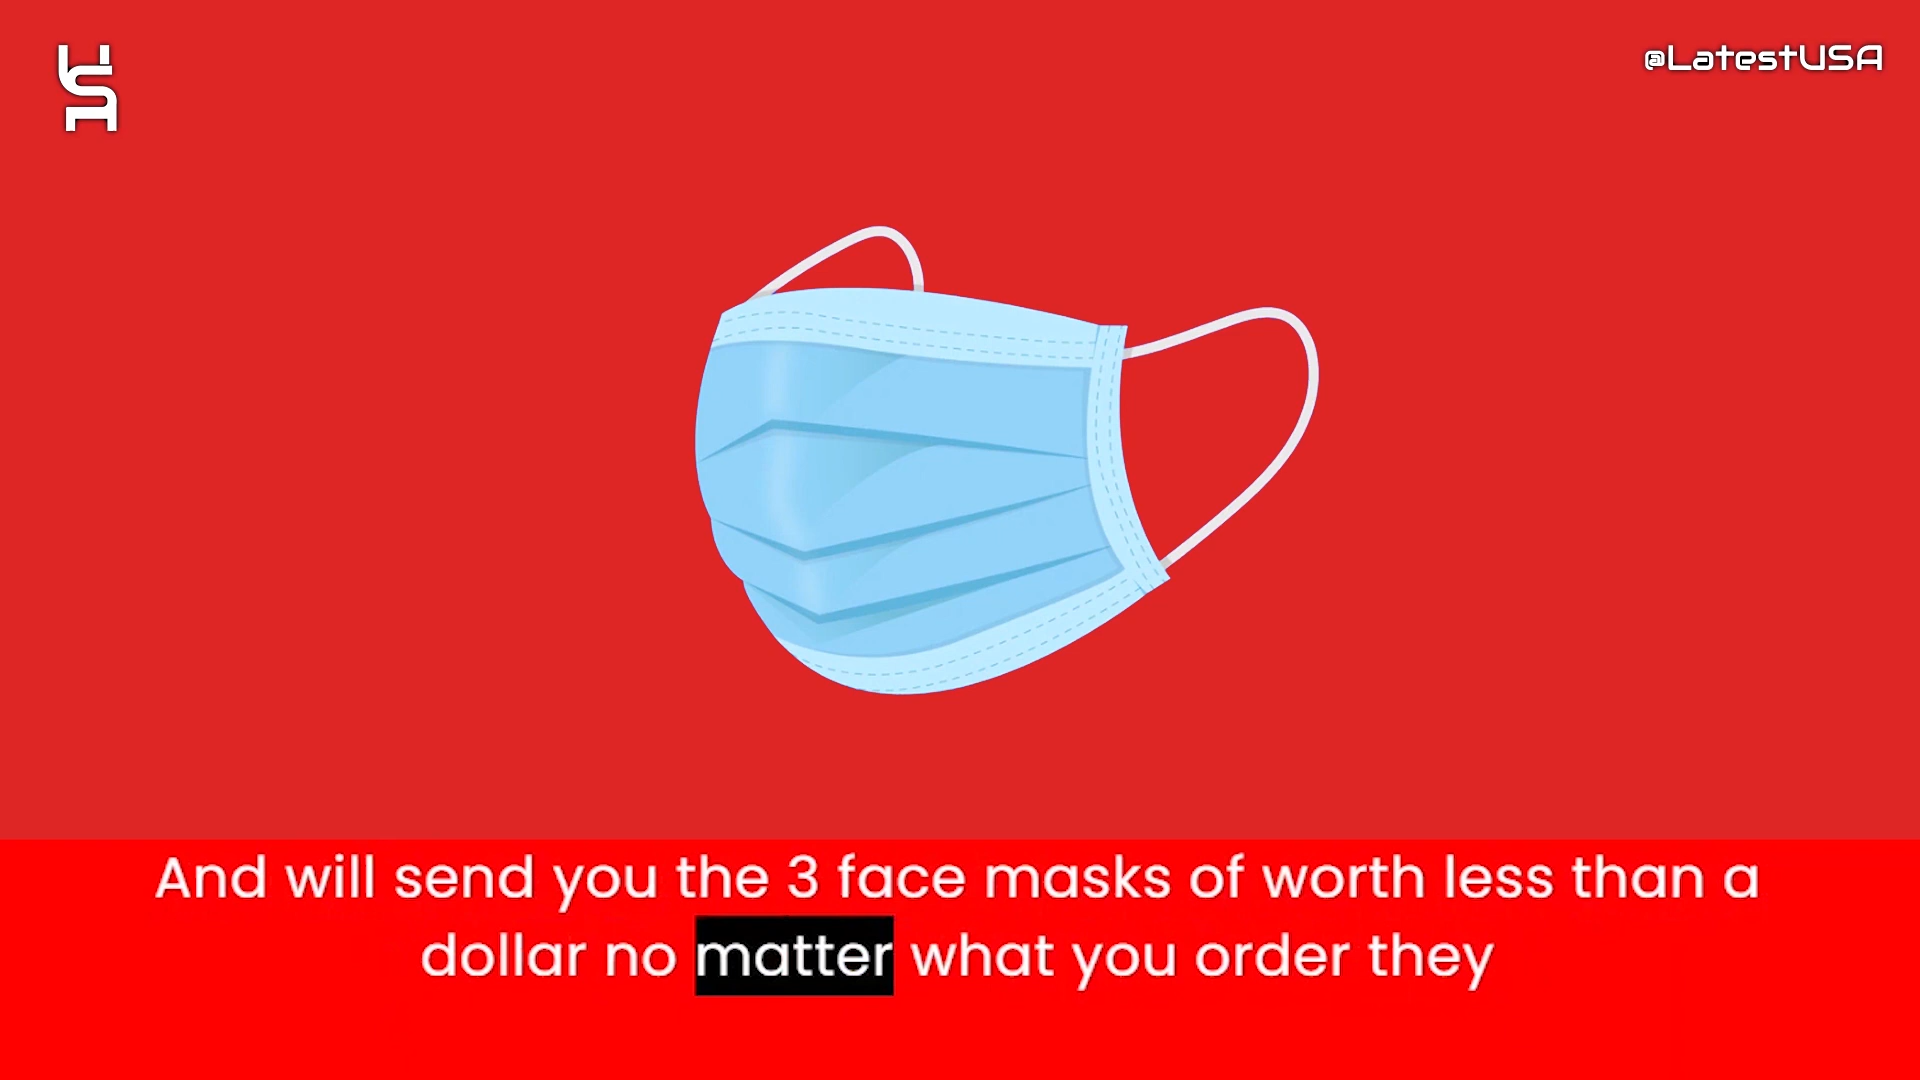 USA
@LatestUSA
And will send you the 3 face masks of worth less than a
dollar no matter what you order they